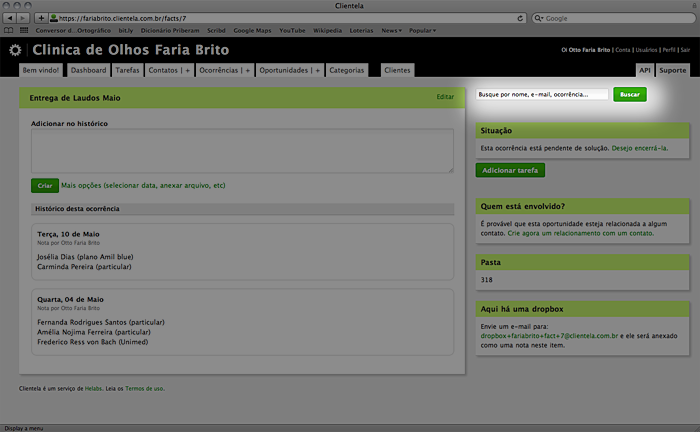 Clientela
https://fariabrito.clientela.com.br/facts/7
Google
Conversor d...Ortográfico bit.ly Dicionário Priberam Scribd Google Maps YouTube Wikipedia Loterias News Popular
Clinica de Olhos Faria Brito
Oi Otto Faria Brito | Conta | Usuários | Perfil | Sair
Bem vindo! Dashboard Tarefas Contatos | + Ocorrências | + Oportunidades | + Categorias Clientes API Suporte
Entrega de Laudos Maio Editar
Adicionar no histórico
Criar Mais opções (selecionar data, anexar arquivo, etc)
Histórico desta ocorrência
Terça, 10 de Maio
Nota por Otto Faria Brito
Josélia Dias (plano Amil blue)
Carminda Pereira (particular)
Quarta, 04 de Maio
Nota por Otto Faria Brito
Fernanda Rodrigues Santos (particular)
Amélia Nojima Ferreira (particular)
Frederico Ress von Bach (Unimed)
Busque por nome, e-mail, ocorrência... Buscar
Situação
Esta ocorrência está pendente de solução. Desejo encerrá-la.
Adicionar tarefa
Quem está envolvido?
É provável que esta oportunidade esteja relacionada a algum
contato. Crie agora um relacionamento com um contato.
Pasta
318
Aqui há uma dropbox
Envie um e-mail para:
dropbox+fariabrito+fact+7@clientela.com.br e ele será anexado
como uma nota neste item.
Clientela é um serviço de Helabs. Leia os Termos de uso.
Display a menu